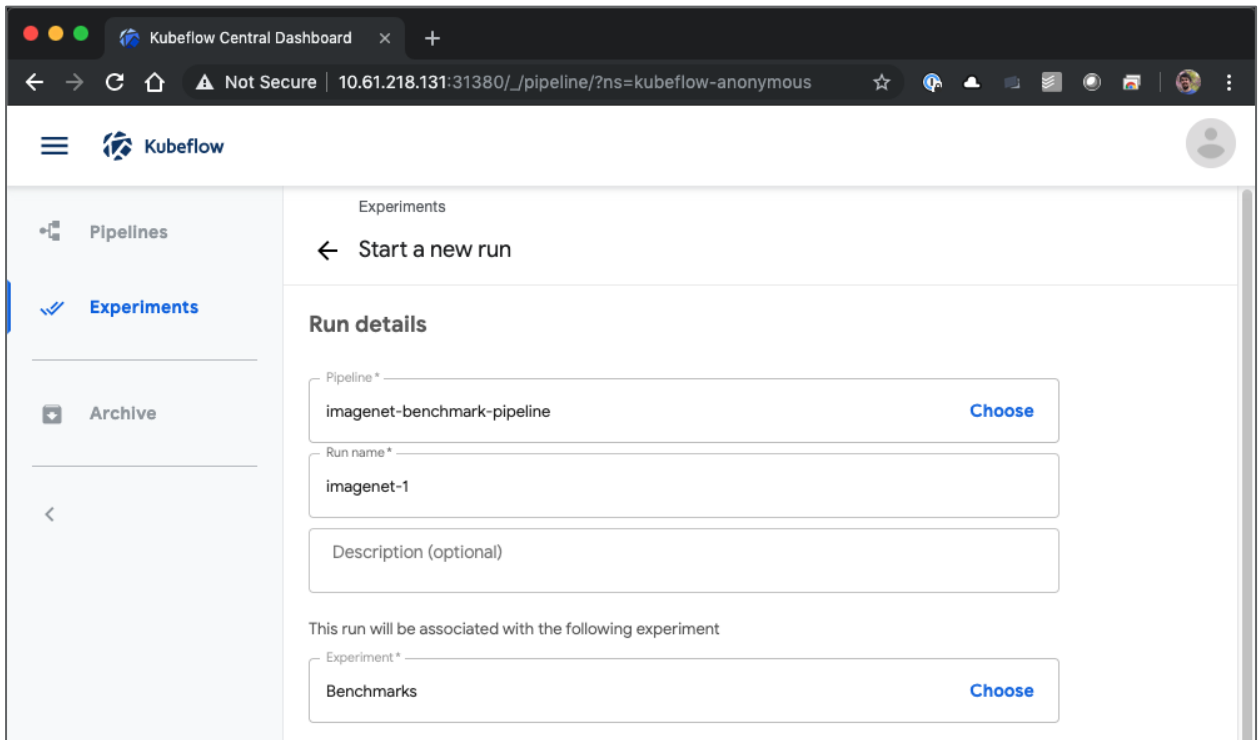 Kubeflow Central Dashboard
Not Secure | 10.61.218.131:31380/_/pipeline/?ns=kubeflow-anonymous
Kubeflow
Pipelines
Experiments
Archive
Experiments
Start a new run
Run details
Pipeline*
imagenet-benchmark-pipeline Choose
Run name*
imagenet-1
Description (optional)
This run will be associated with the following experiment
Experiment*
Benchmarks Choose